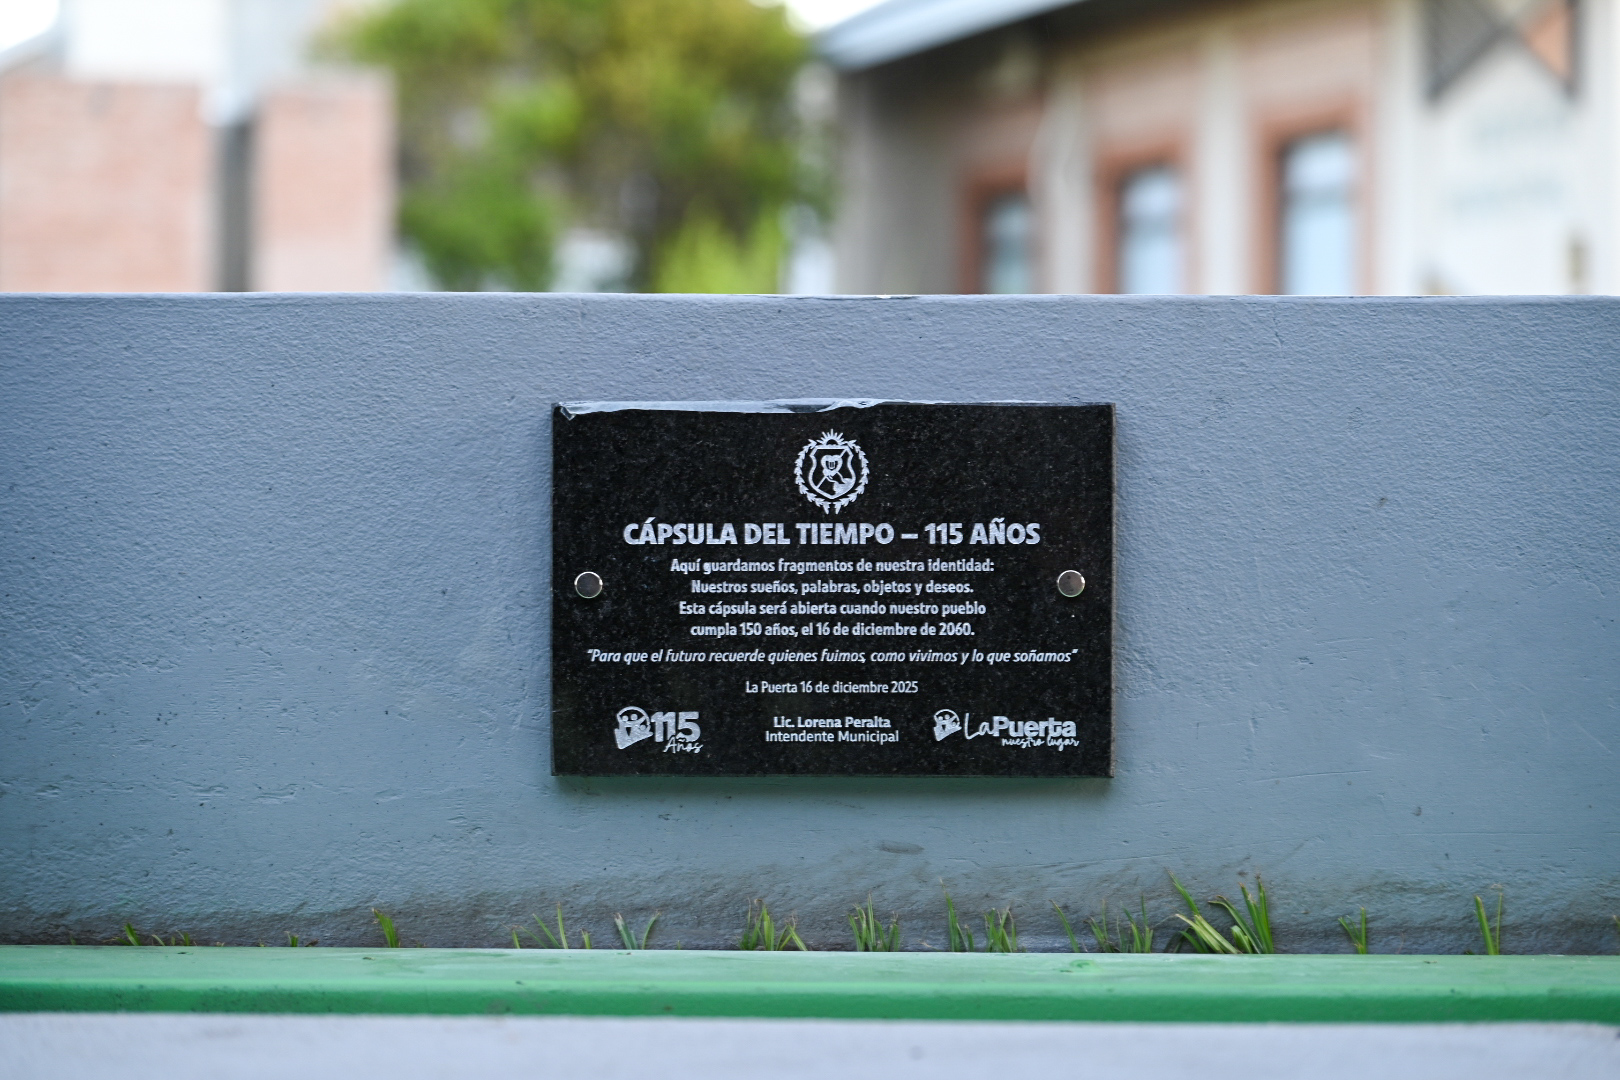 CÁPSULA DEL TIEMPO – 115 AÑOS
Aquí guardamos fragmentos de nuestra identidad:
Nuestros sueños, palabras, objetos y deseos.
Esta cápsula será abierta cuando nuestro pueblo
cumpla 150 años, el 16 de diciembre de 2060.
"Para que el futuro recuerde quienes fuimos, como vivimos y lo que soñamos"
La Puerta 16 de diciembre 2025
115
Años
Lic. Lorena Peralta
Intendente Municipal
La Puerta
nuestro lugar